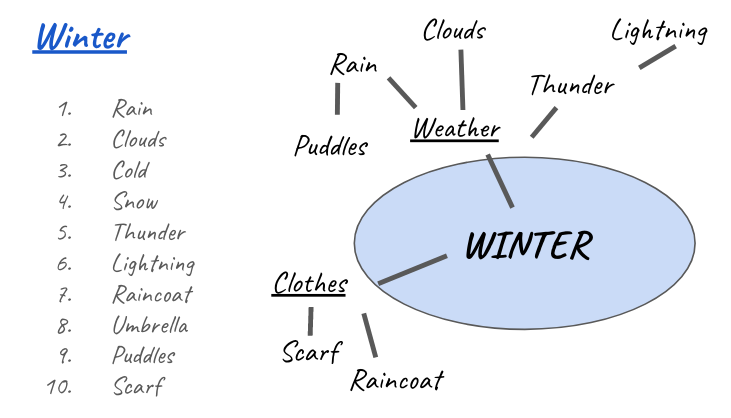 Winter
1. Rain
2. Clouds
3. Cold
4. Snow
5. Thunder
6. Lightning
7. Raincoat
8. Umbrella
9. Puddles
10. Scarf
Clouds
Lightning
Rain
Thunder
Weather
Puddles
WINTER
Clothes
Scarf
Raincoat